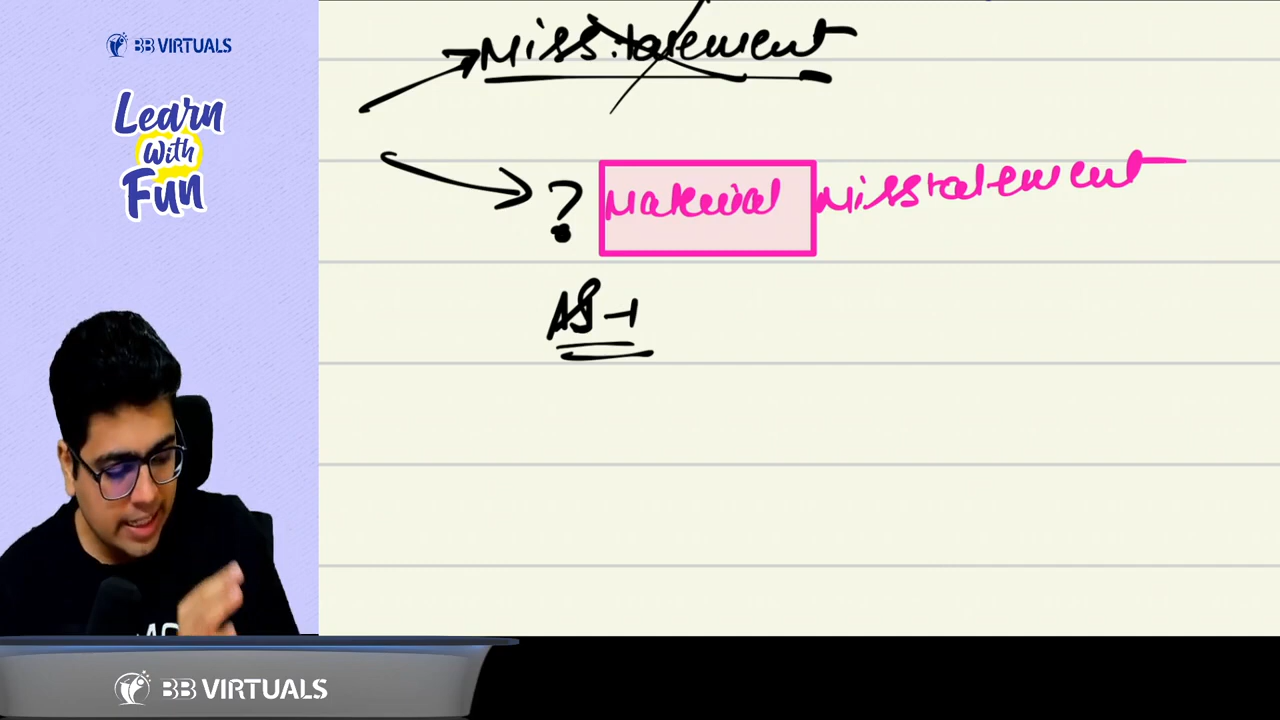 BB VIRTUALS
Learn
With
Fun
Misstatement
? Material Misstatement
AS-1
BB VIRTUALS